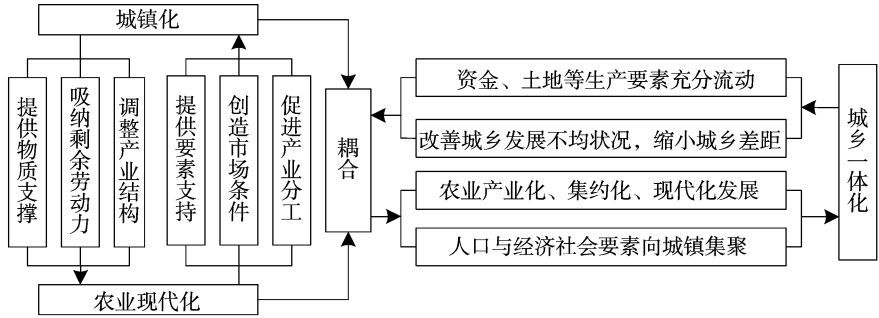 城镇化
提供物质支撑
吸纳剩余劳动力
调整产业结构
提供要素支持
创造市场条件
促进产业分工
农业现代化
耦合
资金、土地等生产要素充分流动
改善城乡发展不均状况，缩小城乡差距
农业产业化、集约化、现代化发展
人口与经济社会要素向城镇集聚
城乡一体化